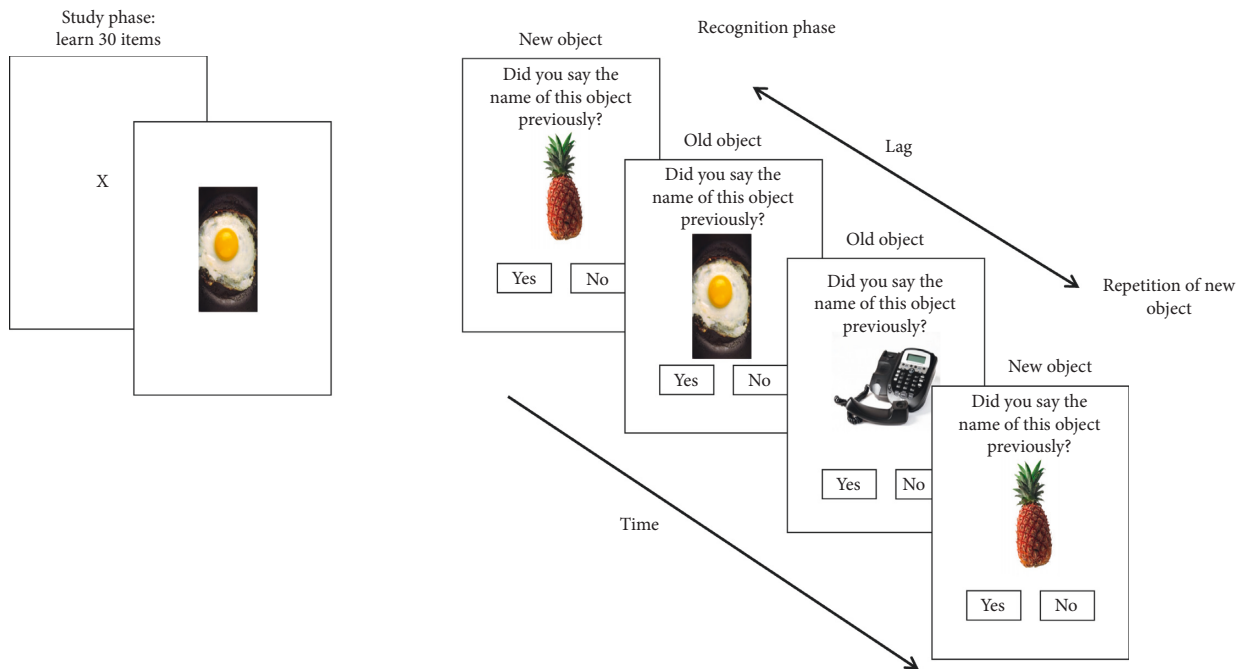 Study phase:
learn 30 items
X
Recognition phase
New object
Did you say the
name of this object
previously?
Yes No
Old object
Did you say the
name of this object
previously?
Yes No
Old object
Did you say the
name of this object
previously?
Yes No
New object
Did you say the
name of this object
previously?
Yes No
Lag
Repetition of new
object
Time